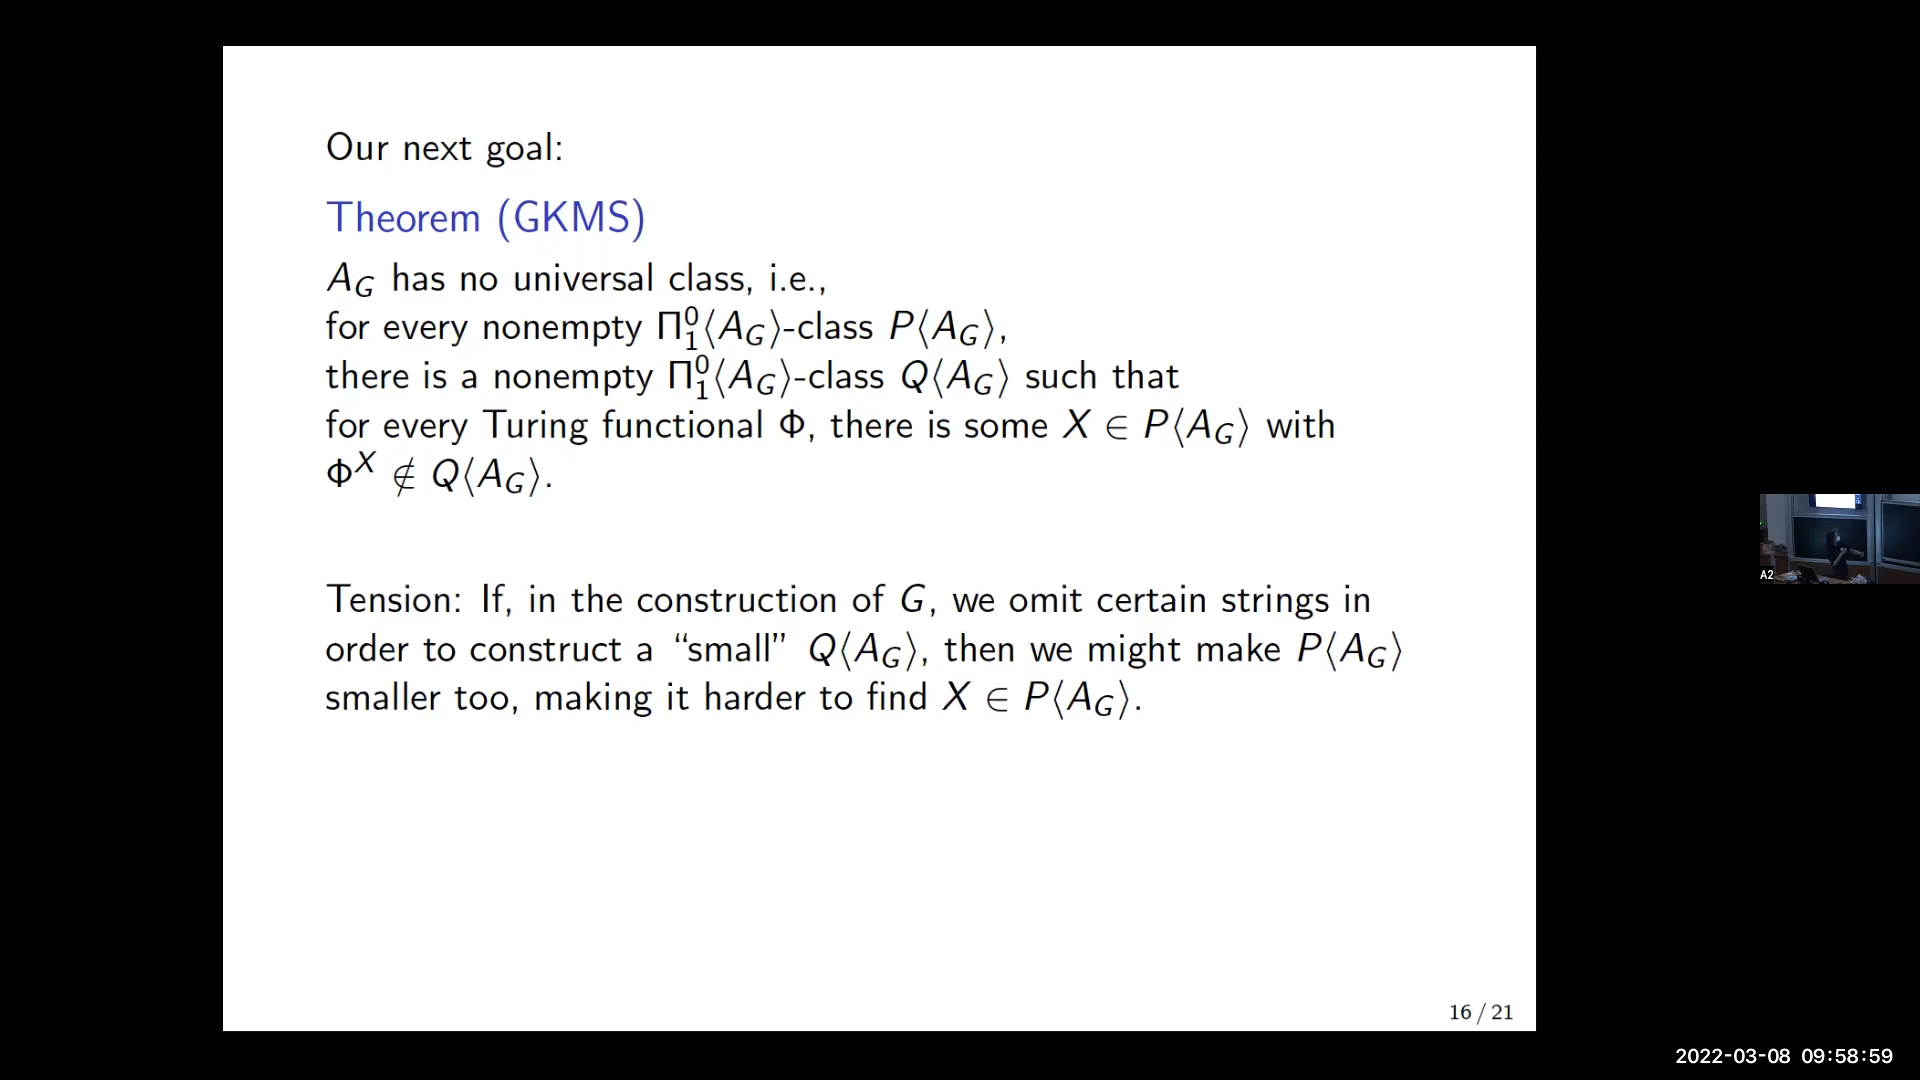 Our next goal:
Theorem (GKMS)
A_G has no universal class, i.e.,
for every nonempty Π⁰₁⟨A_G⟩-class P⟨A_G⟩,
there is a nonempty Π⁰₁⟨A_G⟩-class Q⟨A_G⟩ such that
for every Turing functional Φ, there is some X ∈ P⟨A_G⟩ with
Φ^X ∉ Q⟨A_G⟩.
Tension: If, in the construction of G, we omit certain strings in
order to construct a “small” Q⟨A_G⟩, then we might make P⟨A_G⟩
smaller too, making it harder to find X ∈ P⟨A_G⟩.
A2
16 / 21
2022-03-08 09:58:59